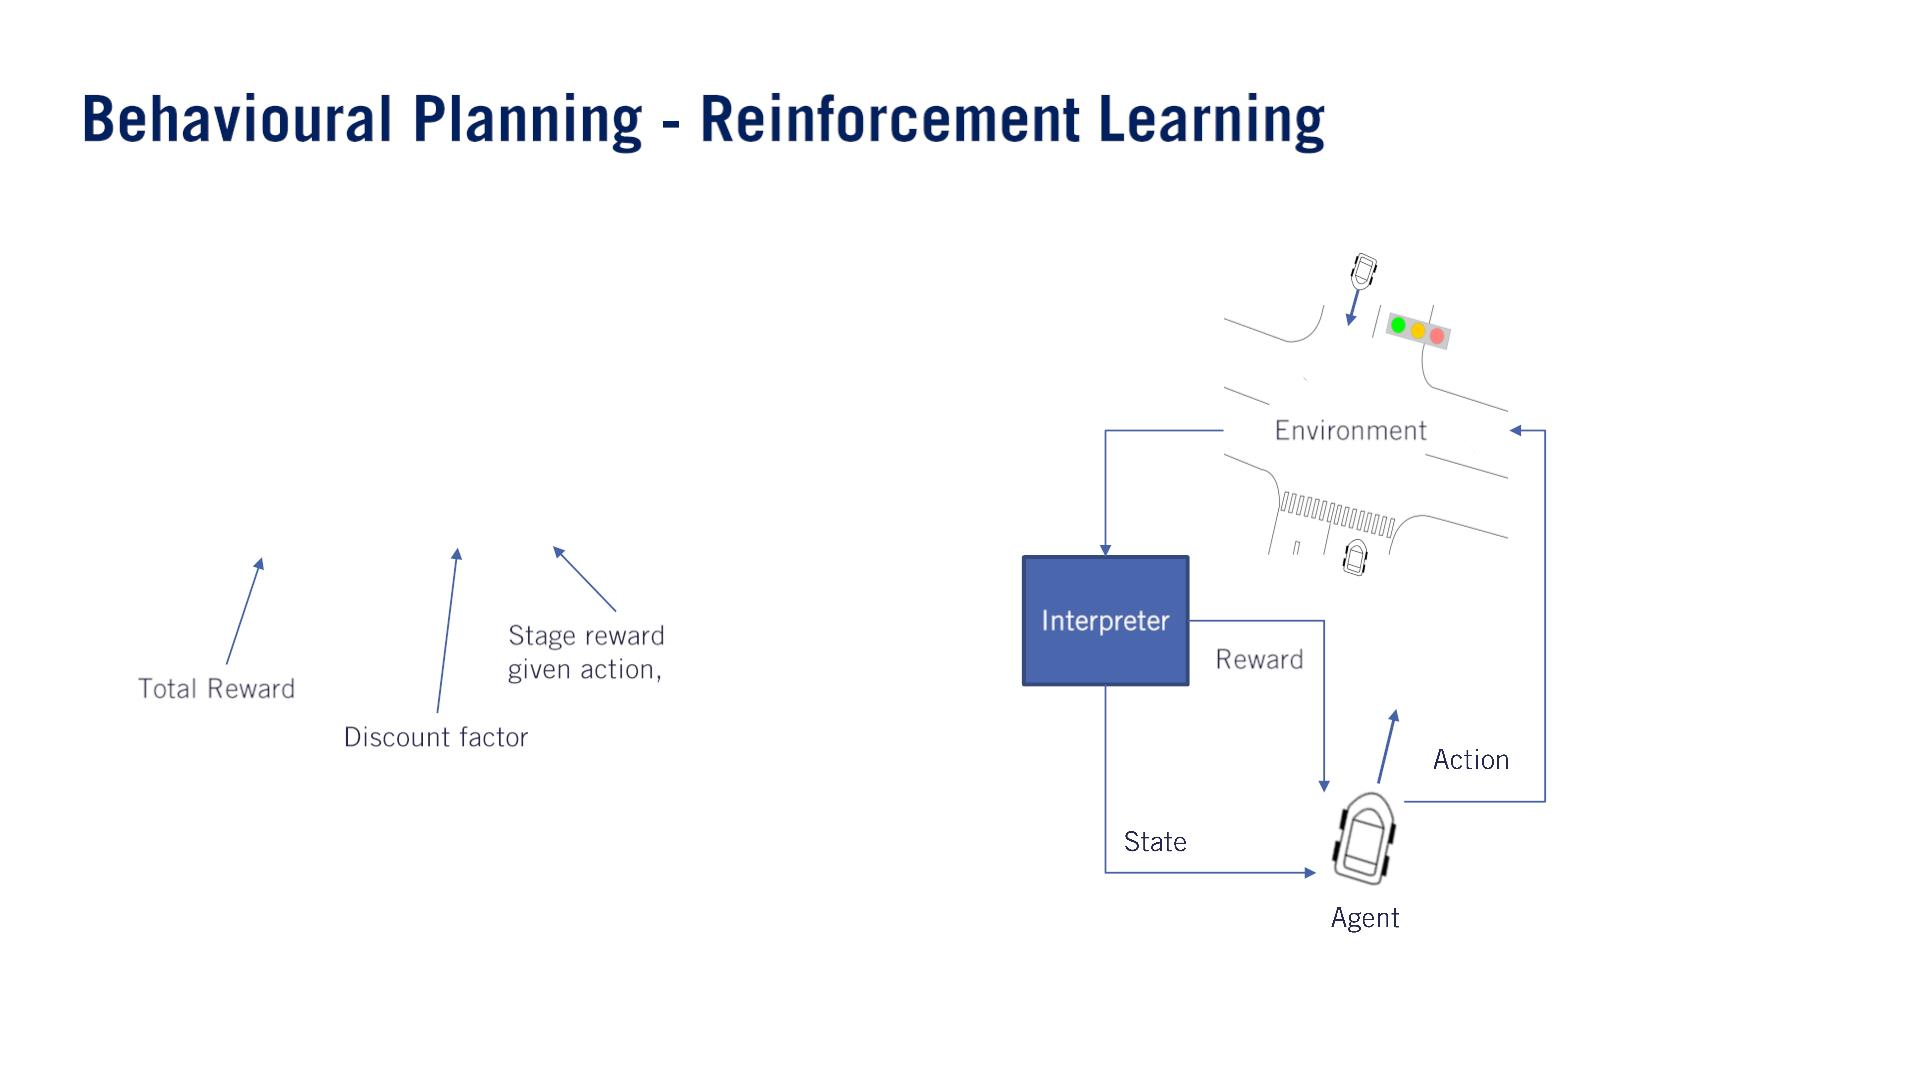 Behavioural Planning - Reinforcement Learning
Environment
Interpreter
Stage reward
given action,
Reward
Total Reward
Discount factor
Action
State
Agent